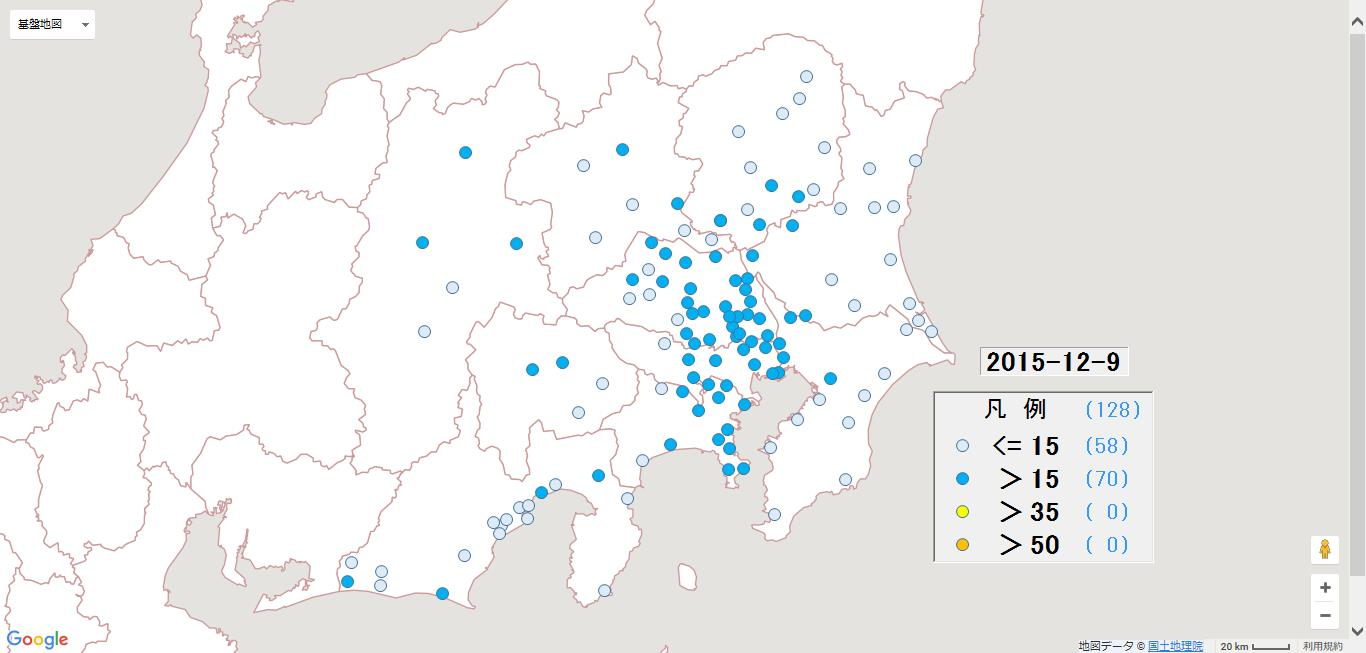 基盤地図
2015-12-9
凡 例 (128)
<= 15 (58)
＞ 15 (70)
＞ 35 ( 0)
＞ 50 ( 0)
+
−
Google
地図データ © 国土地理院 20 km 利用規約